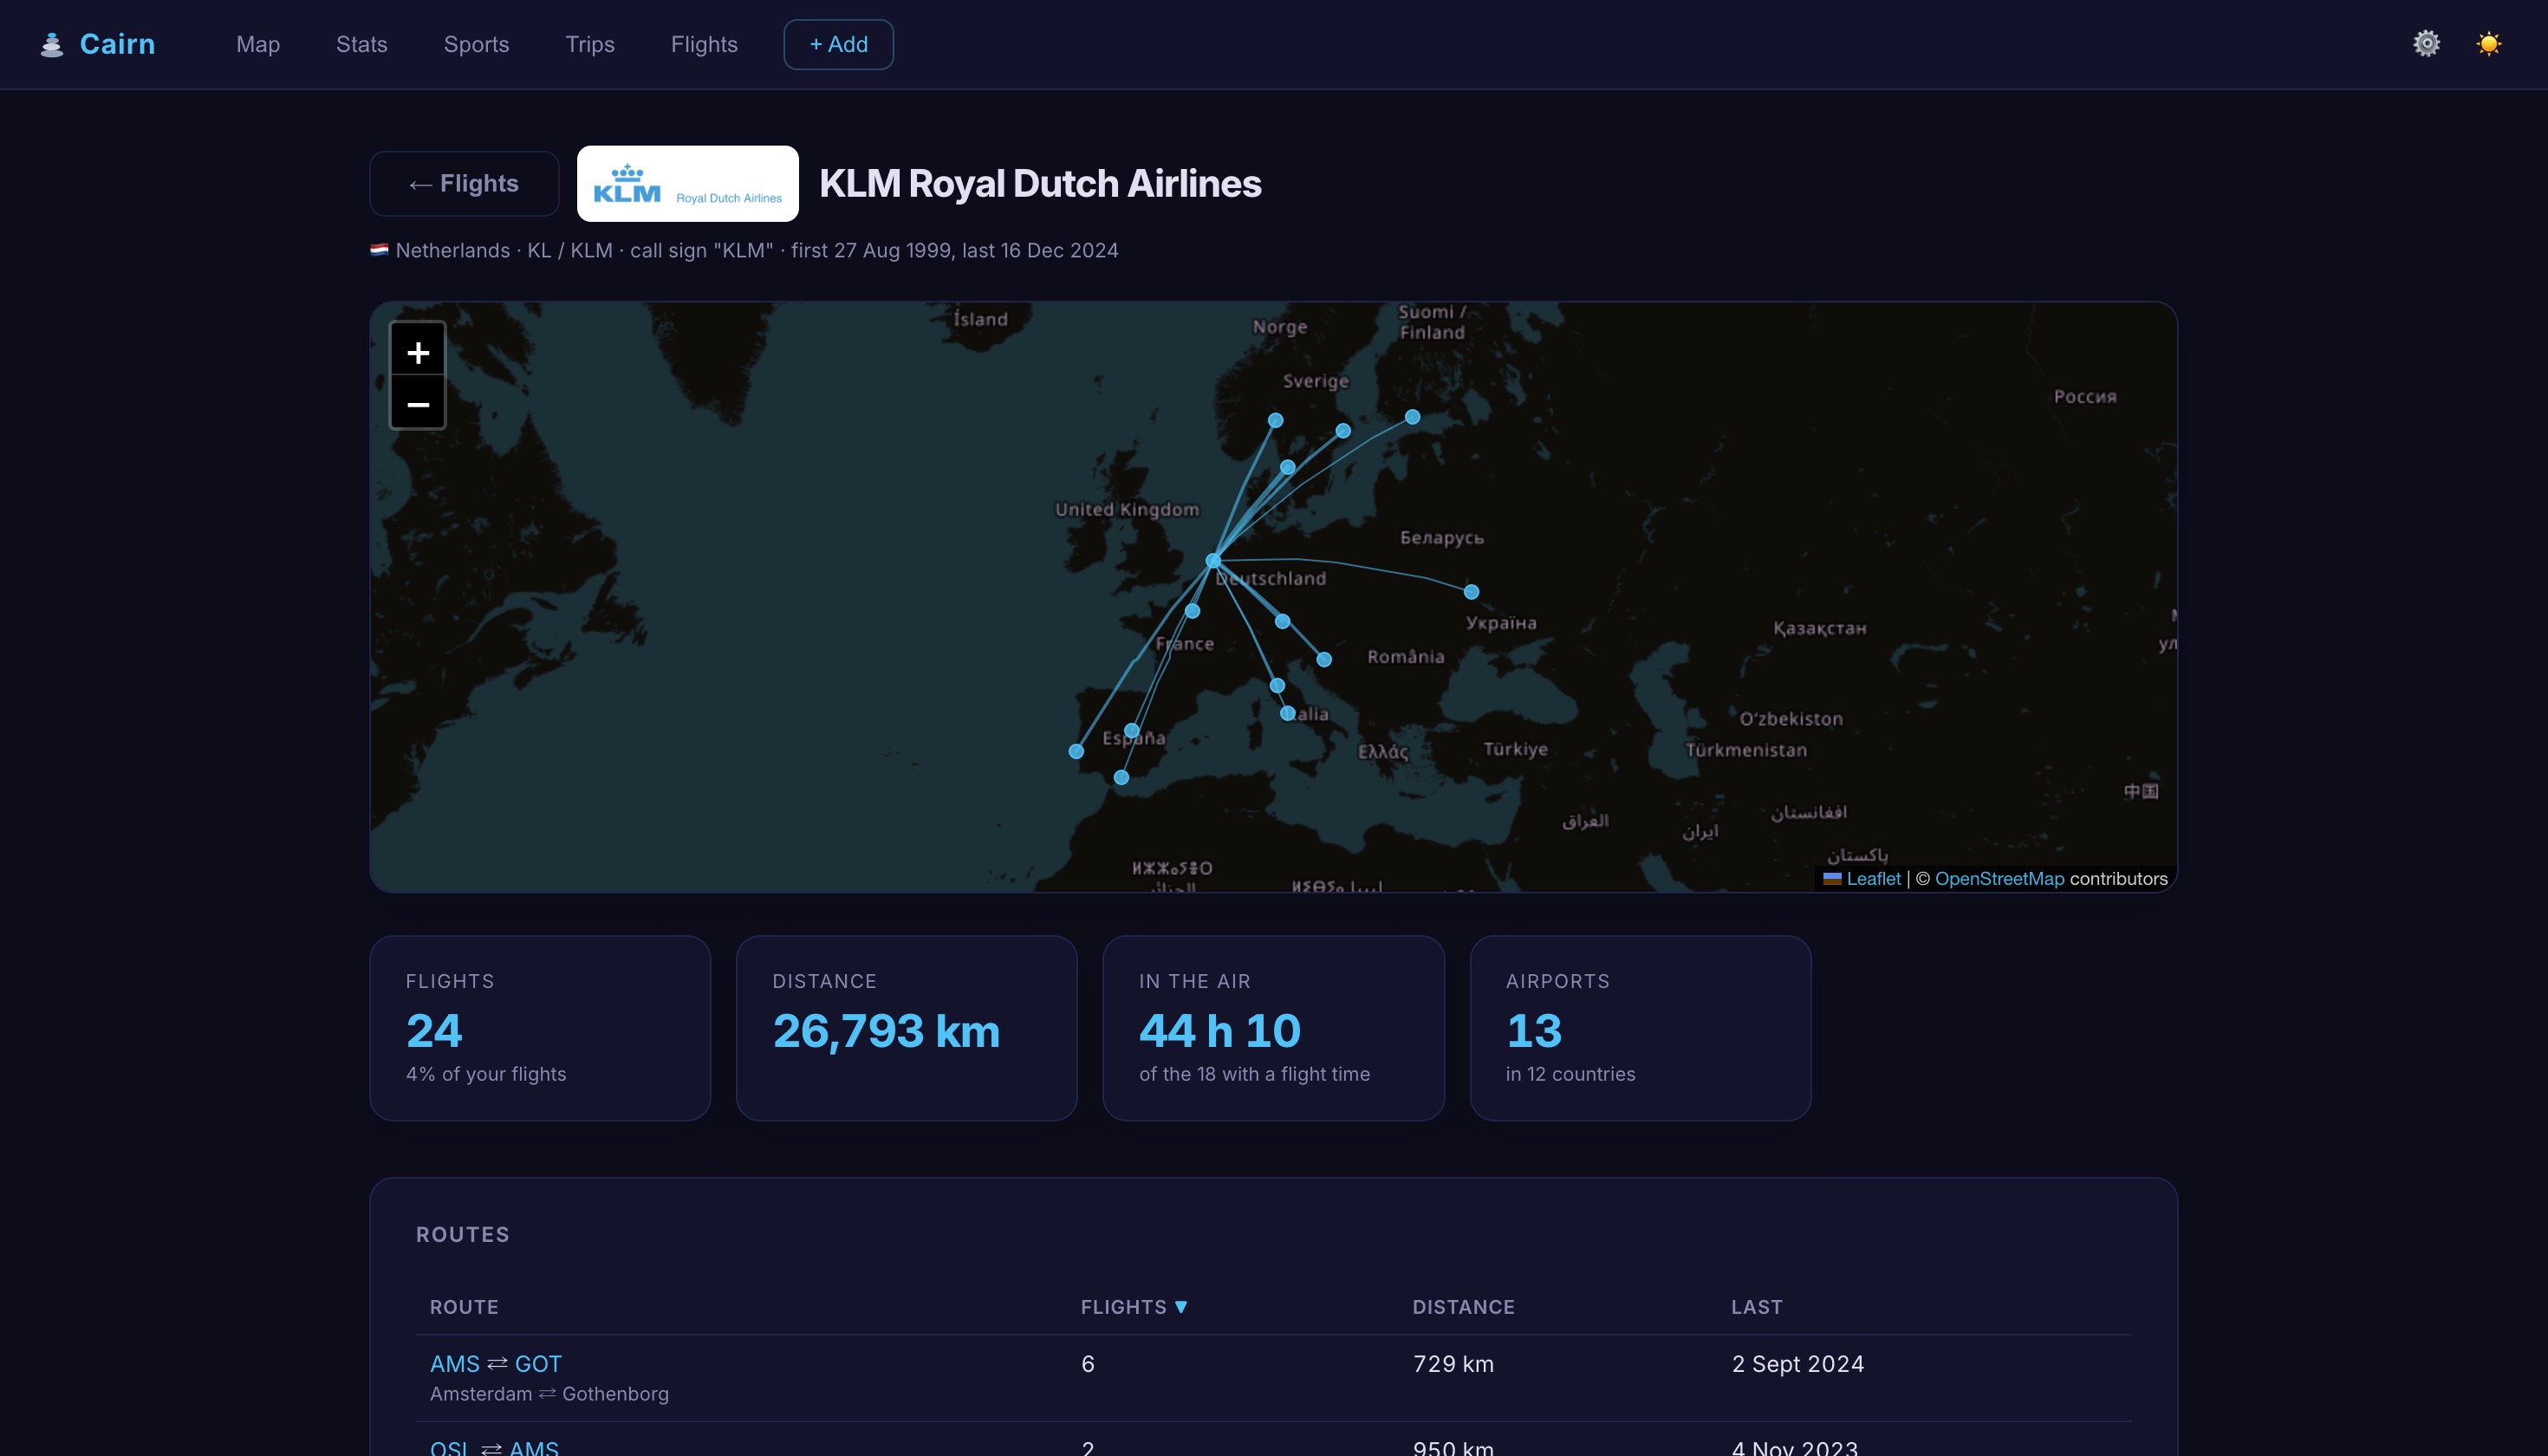 Cairn
Map
Stats
Sports
Trips
Flights
+ Add
← Flights
KLM Royal Dutch Airlines
KLM Royal Dutch Airlines
Netherlands · KL / KLM · call sign "KLM" · first 27 Aug 1999, last 16 Dec 2024
+
−
Ísland
Norge
Suomi /
Finland
Sverige
Россия
United Kingdom
Беларусь
Deutschland
Україна
Қазақстан
France
România
Italia
España
Ελλάς
Türkiye
Oʻzbekiston
Türkmenistan
中国
العراق
ایران
افغانستان
پاکستان
الجزائر
ليبيا
Leaflet | © OpenStreetMap contributors
FLIGHTS
24
4% of your flights
DISTANCE
26,793 km
IN THE AIR
44 h 10
of the 18 with a flight time
AIRPORTS
13
in 12 countries
ROUTES
ROUTE FLIGHTS ▼ DISTANCE LAST
AMS ⇄ GOT 6 729 km 2 Sept 2024
Amsterdam ⇄ Gothenborg
OSL ⇄ AMS 2 950 km 4 Nov 2023